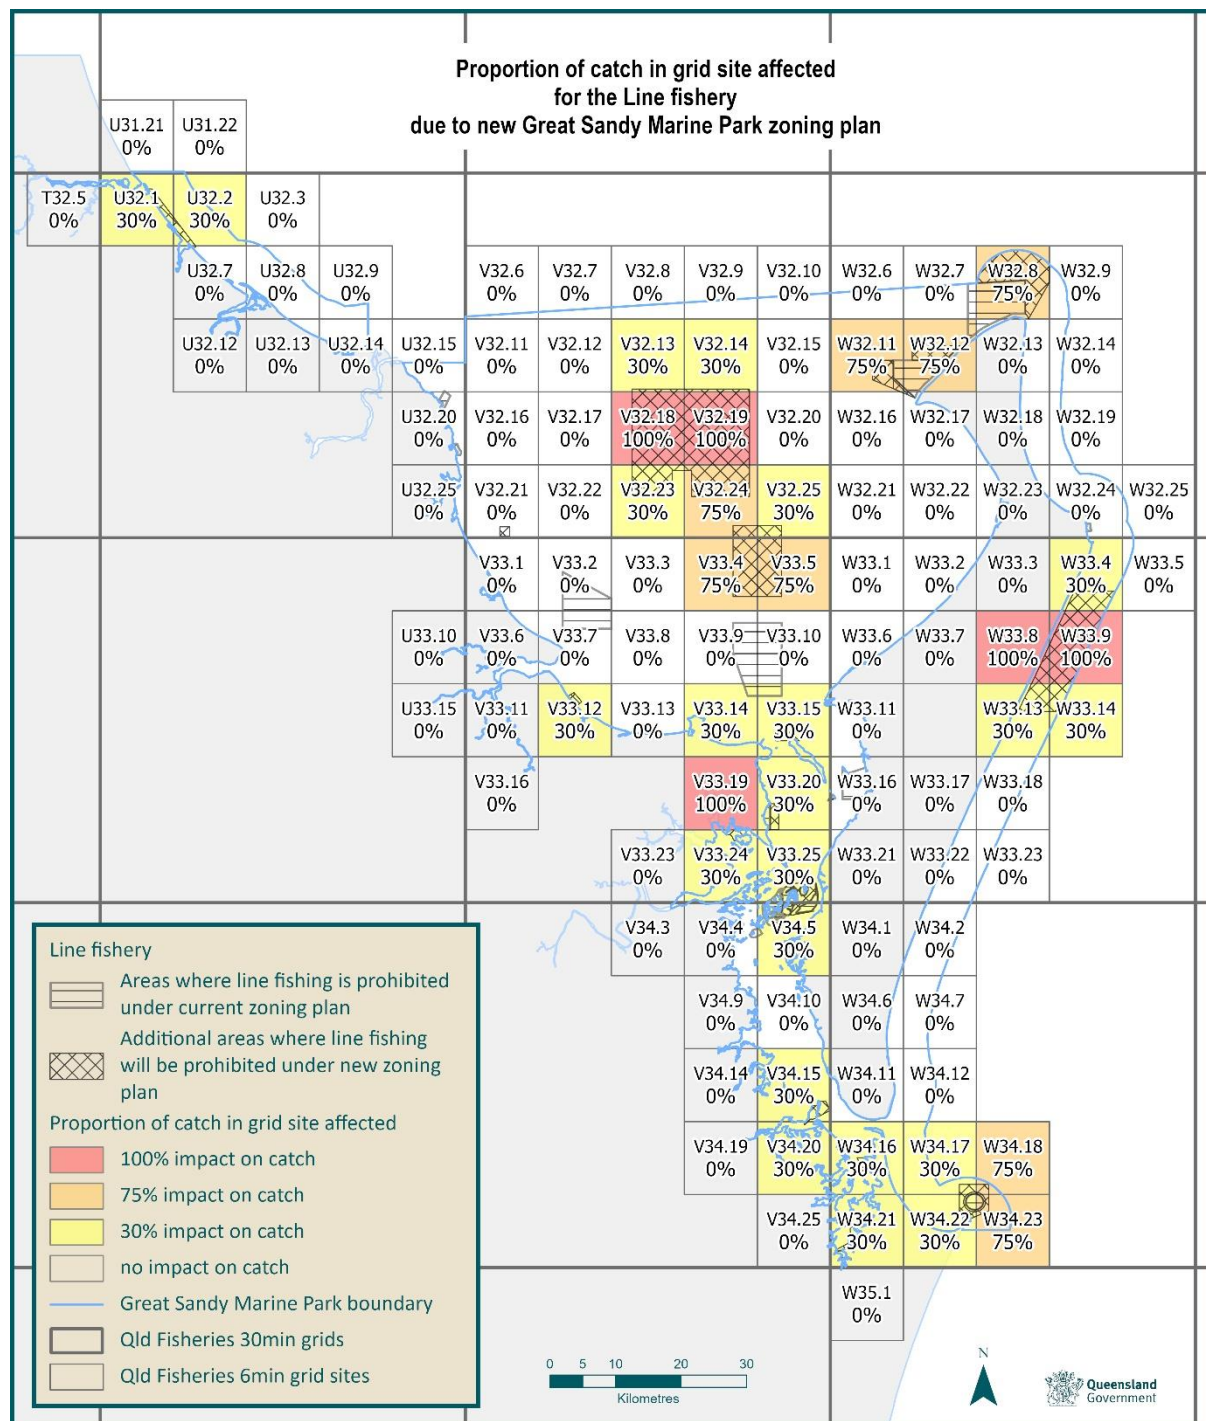 Proportion of catch in grid site affected
for the Line fishery
due to new Great Sandy Marine Park zoning plan
U31.21 U31.22
0% 0%
T32.5 U32.1 U32.2 U32.3
0% 30% 30% 0%
U32.7 U32.8 U32.9 V32.6 V32.7 V32.8 V32.9 V32.10 W32.6 W32.7 W32.8 W32.9
0% 0% 0% 0% 0% 0% 0% 0% 0% 0% 75% 0%
U32.12 U32.13 U32.14 U32.15 V32.11 V32.12 V32.13 V32.14 V32.15 W32.11 W32.12 W32.13 W32.14
0% 0% 0% 0% 0% 0% 30% 30% 0% 75% 75% 0% 0%
U32.20 V32.16 V32.17 V32.18 V32.19 V32.20 W32.16 W32.17 W32.18 W32.19
0% 0% 0% 100% 100% 0% 0% 0% 0% 0%
U32.25 V32.21 V32.22 V32.23 V32.24 V32.25 W32.21 W32.22 W32.23 W32.24 W32.25
0% 0% 0% 30% 75% 30% 0% 0% 0% 0% 0%
V33.1 V33.2 V33.3 V33.4 V33.5 W33.1 W33.2 W33.3 W33.4 W33.5
0% 0% 0% 75% 75% 0% 0% 0% 30% 0%
U33.10 V33.6 V33.7 V33.8 V33.9 V33.10 W33.6 W33.7 W33.8 W33.9
0% 0% 0% 0% 0% 0% 0% 0% 100% 100%
U33.15 V33.11 V33.12 V33.13 V33.14 V33.15 W33.11 W33.13 W33.14
0% 0% 30% 0% 30% 30% 0% 30% 30%
V33.16 V33.19 V33.20 W33.16 W33.17 W33.18
0% 100% 30% 0% 0% 0%
V33.23 V33.24 V33.25 W33.21 W33.22 W33.23
0% 30% 30% 0% 0% 0%
V34.3 V34.4 V34.5 W34.1 W34.2
0% 0% 30% 0% 0%
V34.9 V34.10 W34.6 W34.7
0% 0% 0% 0%
V34.14 V34.15 W34.11 W34.12
0% 30% 0% 0%
V34.19 V34.20 W34.16 W34.17 W34.18
0% 30% 30% 30% 75%
V34.25 W34.21 W34.22 W34.23
0% 30% 30% 75%
W35.1
0%
Line fishery
Areas where line fishing is prohibited
under current zoning plan
Additional areas where line fishing
will be prohibited under new zoning
plan
Proportion of catch in grid site affected
100% impact on catch
75% impact on catch
30% impact on catch
no impact on catch
Great Sandy Marine Park boundary
Qld Fisheries 30min grids
Qld Fisheries 6min grid sites
0 5 10 20 30
Kilometres
N
Queensland
Government